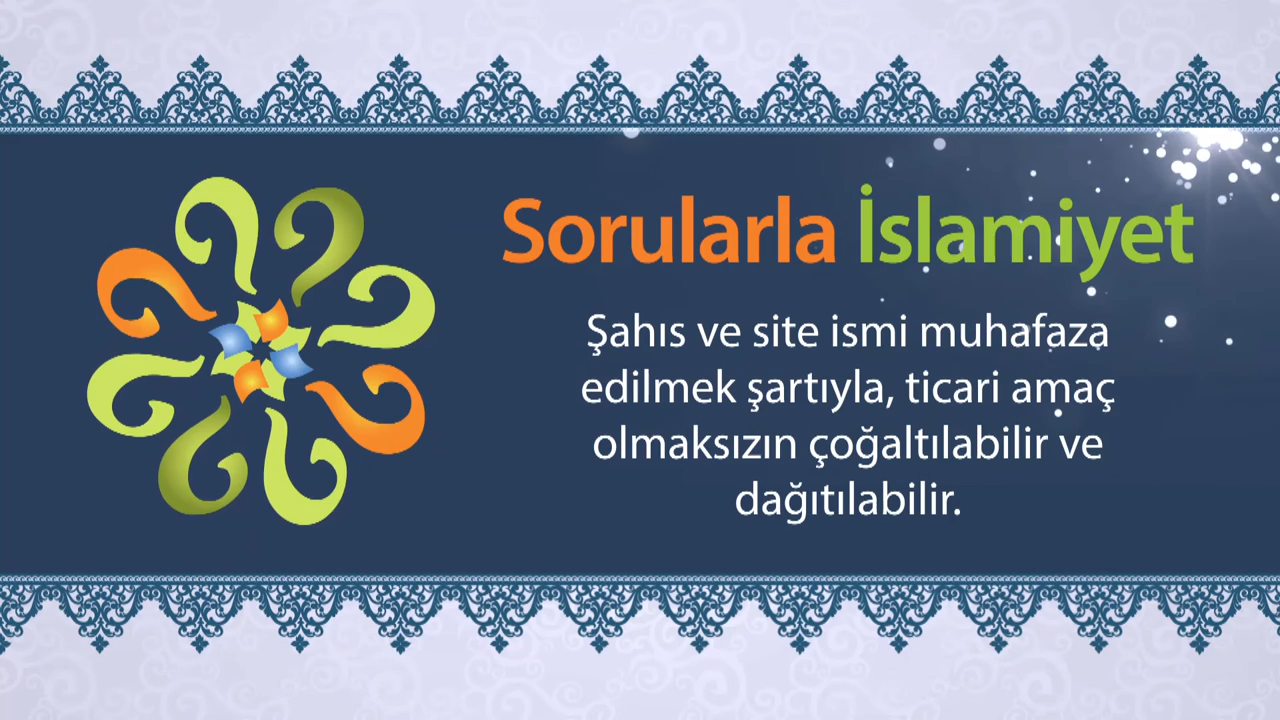 Sorularla İslamiyet
Şahıs ve site ismi muhafaza
edilmek şartıyla, ticari amaç
olmaksızın çoğaltılabilir ve
dağıtılabilir.